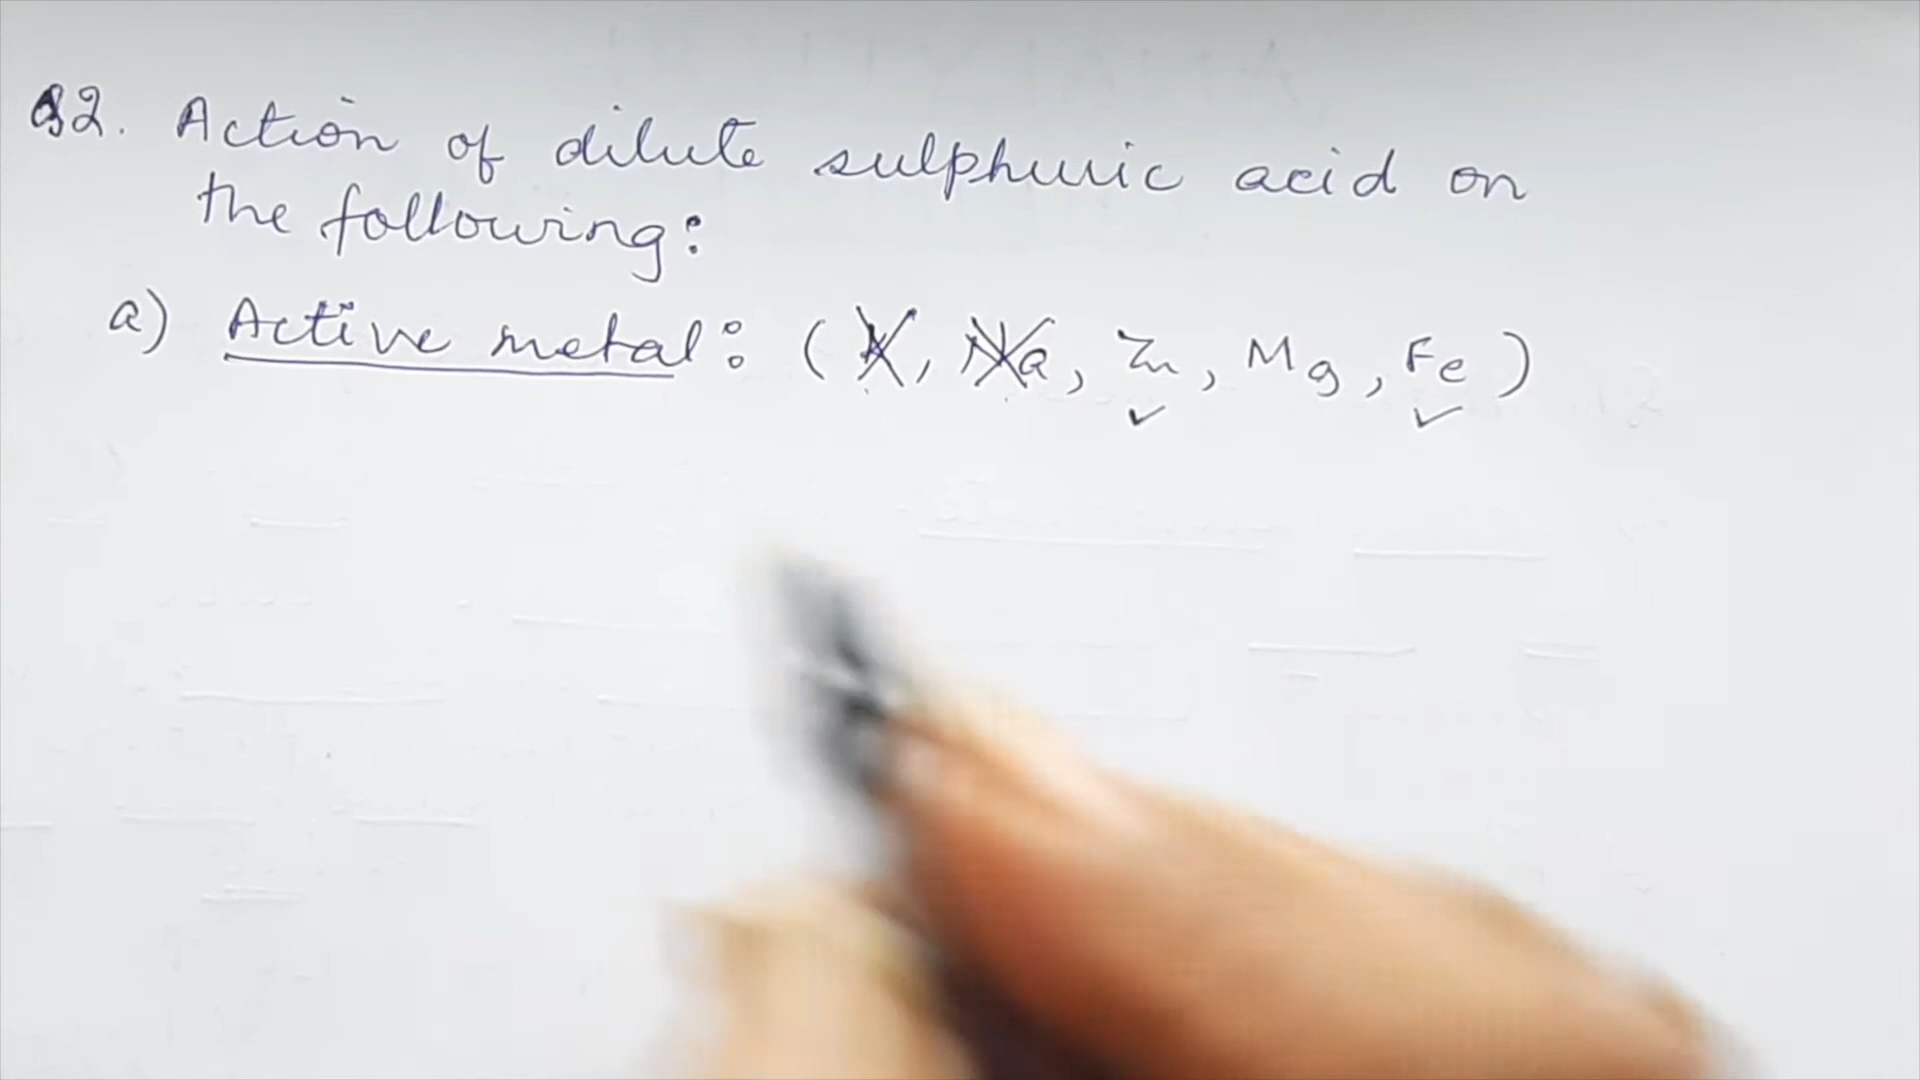 Q2. Action of dilute sulphuric acid on
the following:
a) Active metal: (K, Na, Zn, Mg, Fe)